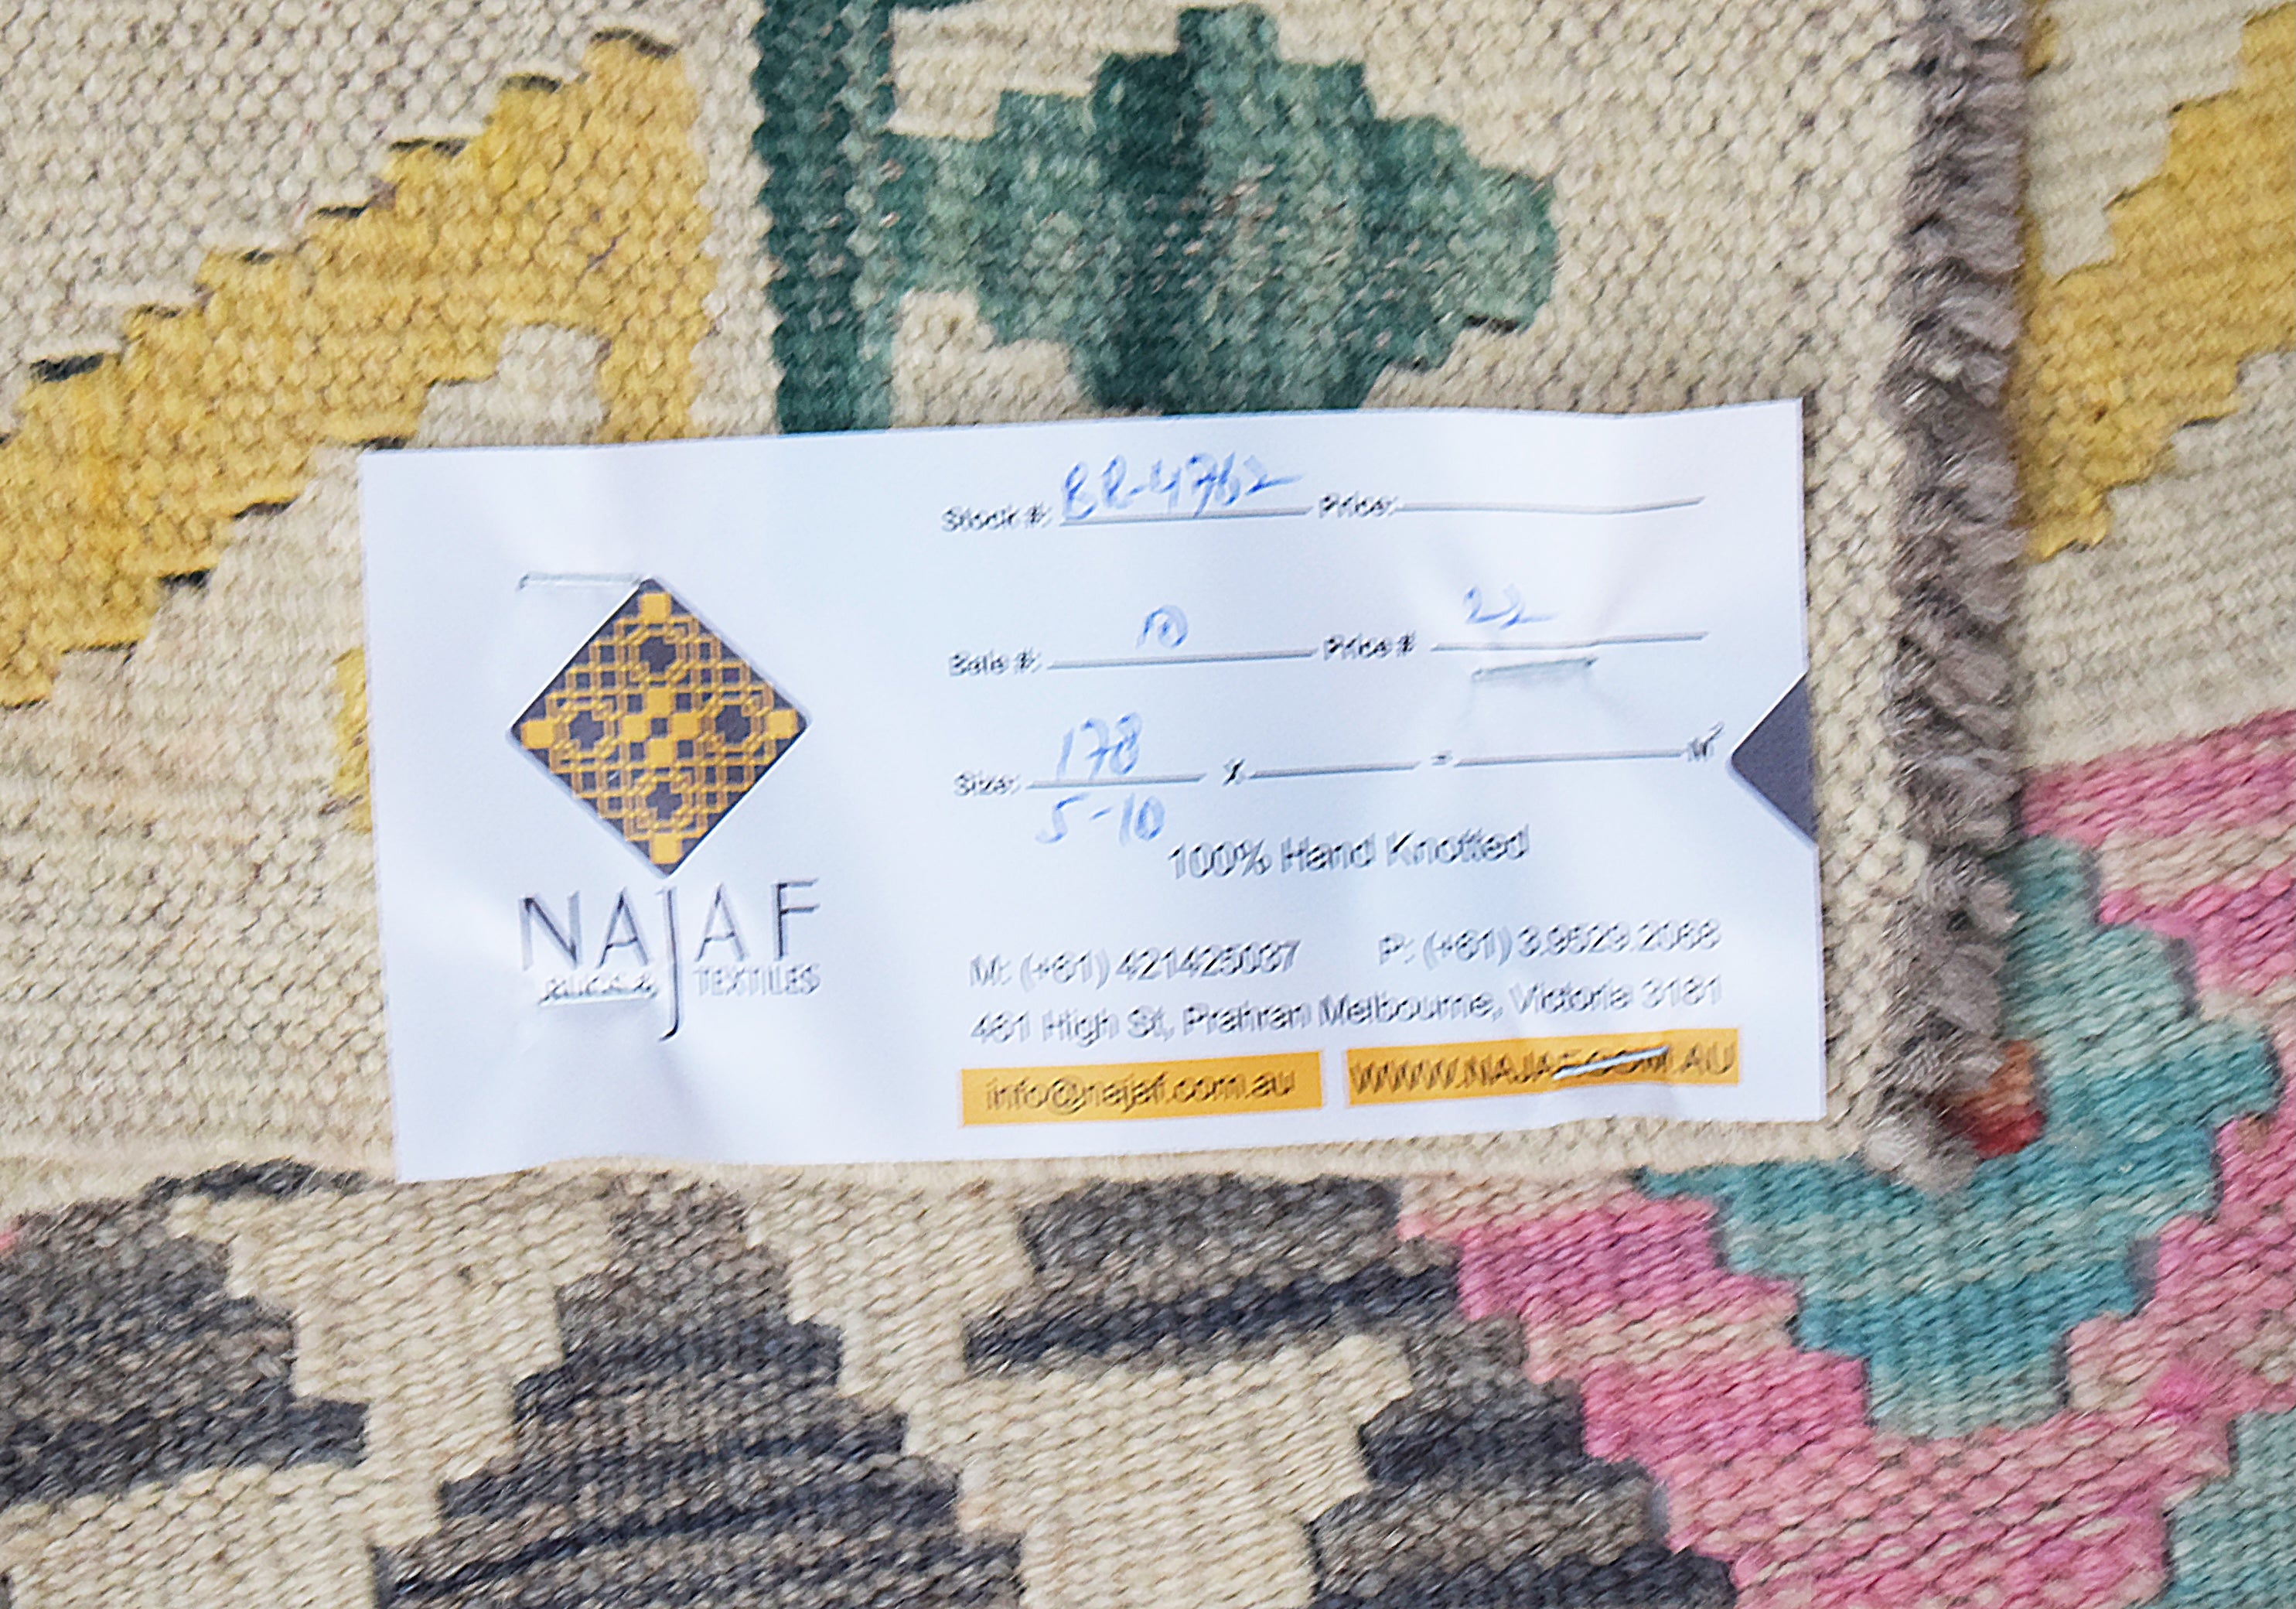 Stock #: BR-4762 Price:
Bale #: 10 Price # 22
Size: 178 X = M²
5-10
100% Hand Knotted
NAJAF
RUGS & TEXTILES
M: (+61) 421425037 P: (+61) 3.9529.2068
481 High St, Prahran Melbourne, Victoria 3181
info@najaf.com.au WWW.NAJAF.COM.AU